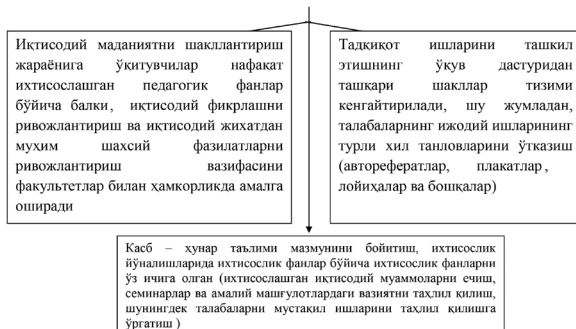 Иқтисодий маданиятни шакллантириш
жараёнига ўқитувчилар нафақат
ихтисослашган педагогик фанлар
бўйича балки, иқтисодий фикрлашни
ривожлантириш ва иқтисодий жихатдан
муҳим шахсий фазилатларни
ривожлантириш вазифасини
факультетлар билан ҳамкорликда амалга
оширади
Тадқиқот ишларини ташкил
этишнинг ўқув дастуридан
ташқари шакллар тизими
кенгайтирилади, шу жумладан,
талабаларнинг ижодий ишларининг
турли хил танловларини ўтказиш
(авторефератлар, плакатлар ,
лойиҳалар ва бошқалар)
Касб – ҳунар таълими мазмунини бойитиш, ихтисослик
йўналишларида ихтисослик фанлар бўйича ихтисослик фанларни
ўз ичига олган (ихтисослашган иқтисодий муаммоларни ечиш,
семинарлар ва амалий машғулотлардаги вазиятни таҳлил қилиш,
шунингдек талабаларни мустақил ишларини таҳлил қилишга
ўргатиш )